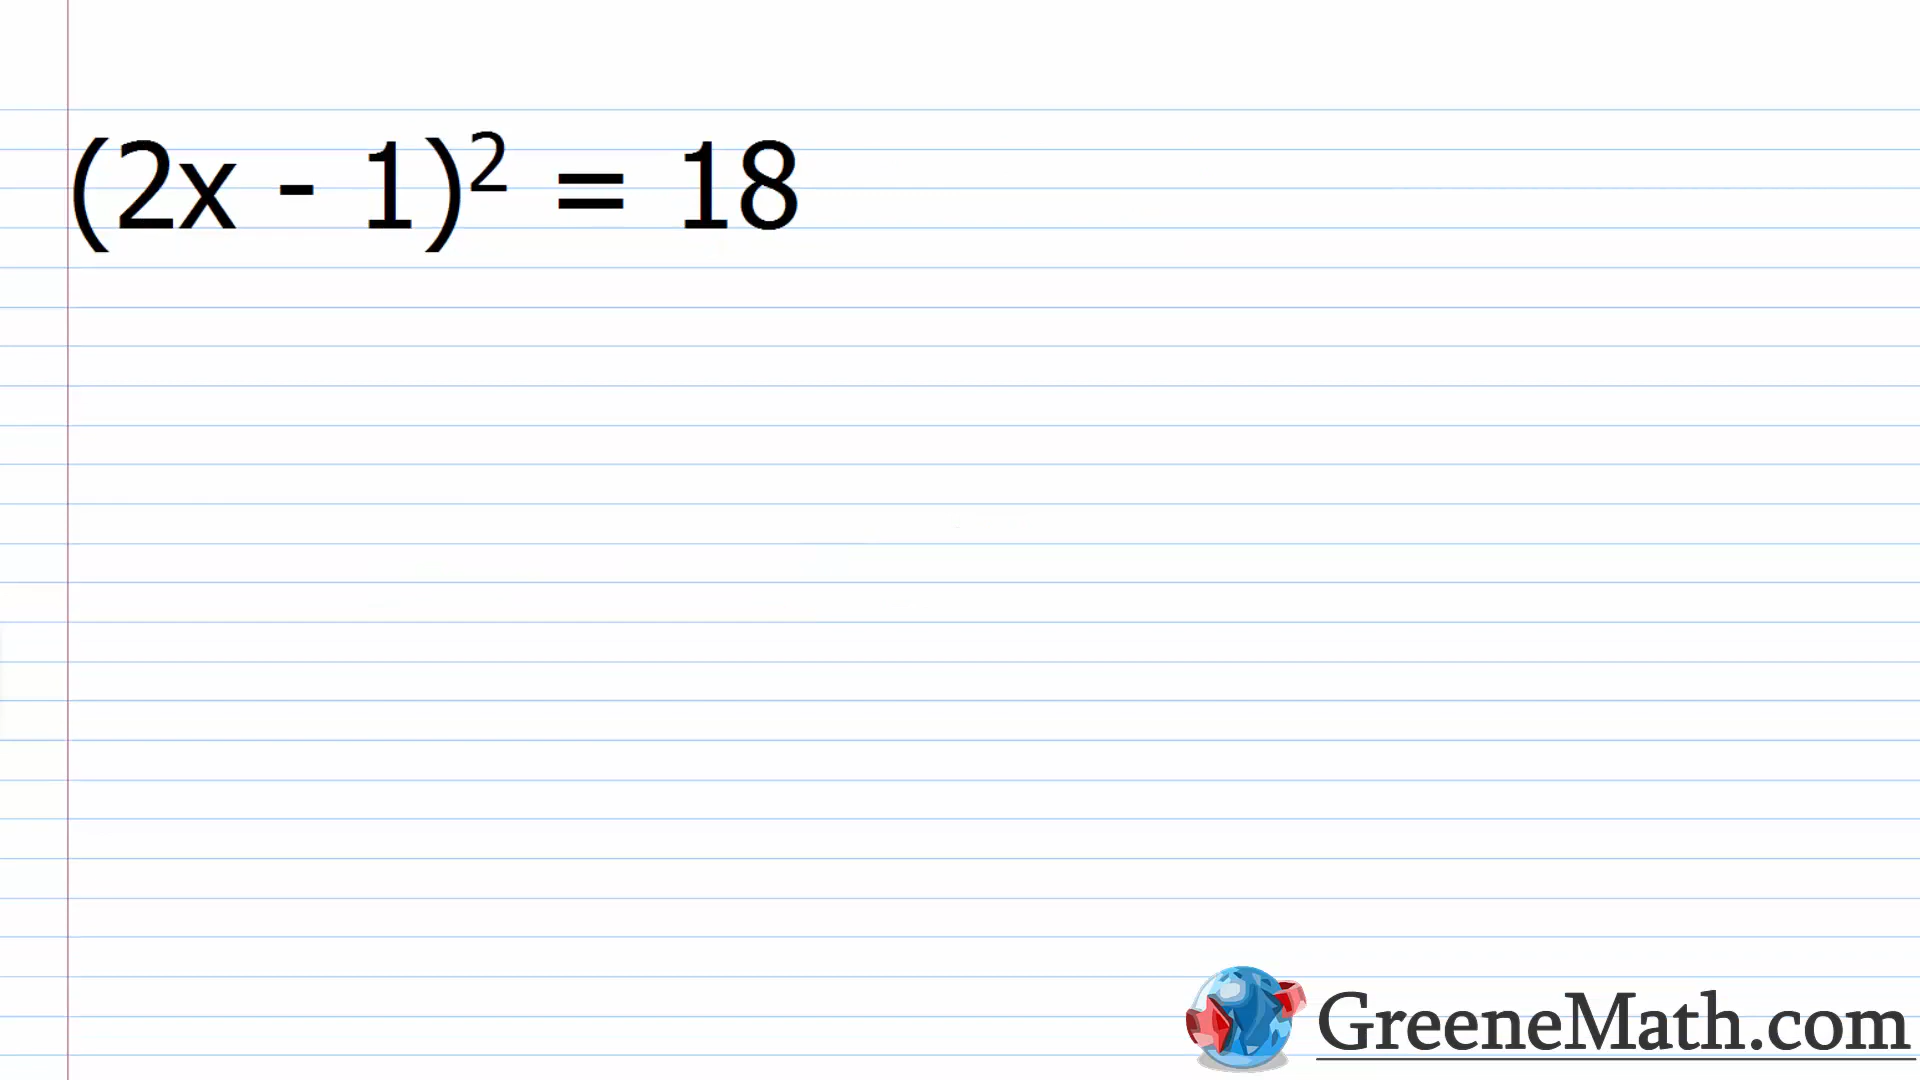 (2x - 1)² = 18
GreeneMath.com